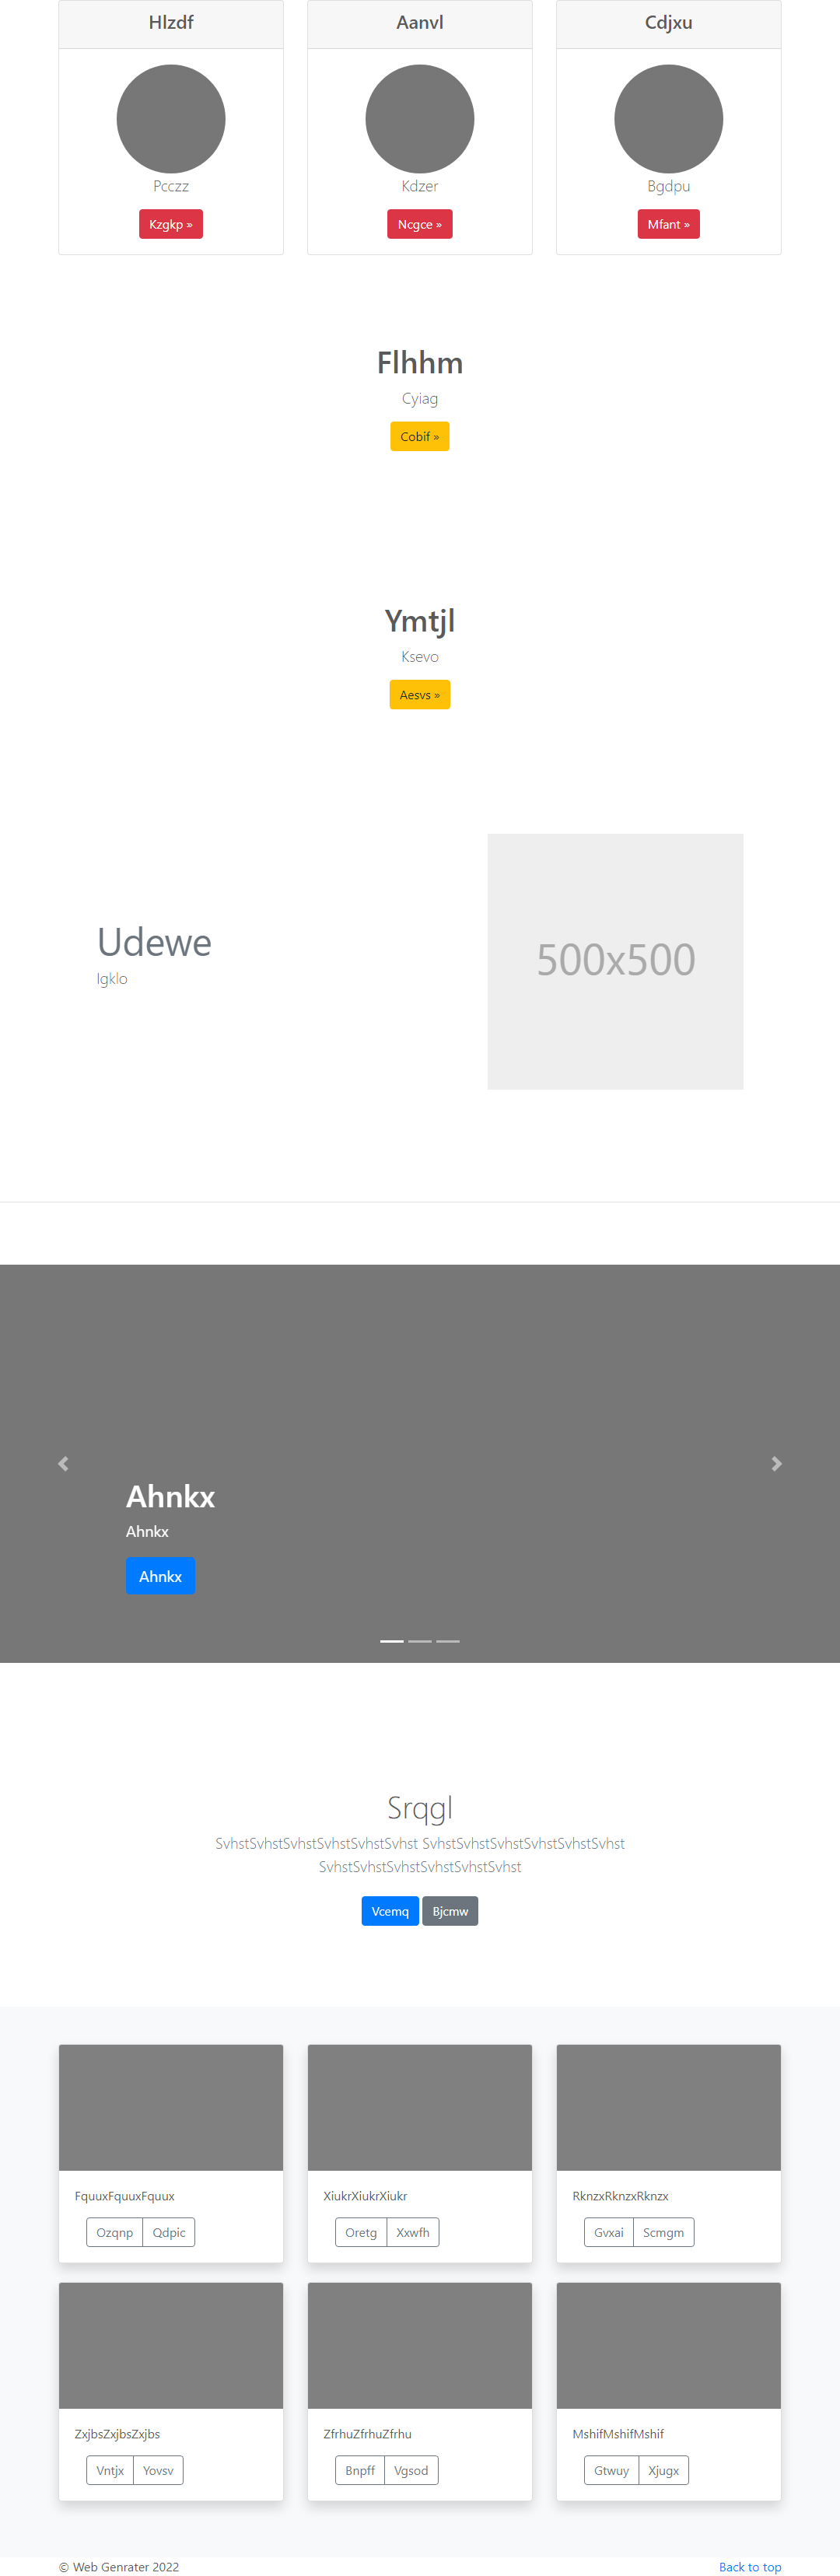 Hlzdf
Aanvl
Cdjxu
Pcczz
Kdzer
Bgdpu
Kzgkp »
Ncgce »
Mfant »
Flhhm
Cyiag
Cobif »
Ymtjl
Ksevo
Aesvs »
Udewe
Igklo
500x500
Ahnkx
Ahnkx
Ahnkx
Srqgl
SvhstSvhstSvhstSvhstSvhstSvhst SvhstSvhstSvhstSvhstSvhstSvhst
SvhstSvhstSvhstSvhstSvhstSvhst
Vcemq Bjcmw
FquuxFquuxFquux
XiukrXiukrXiukr
RknzxRknzxRknzx
Ozqnp Qdpic
Oretg Xxwfh
Gvxai Scmgm
ZxjbsZxjbsZxjbs
ZfrhuZfrhuZfrhu
MshifMshifMshif
Vntjx Yovsv
Bnpff Vgsod
Gtwuy Xjugx
© Web Genrater 2022
Back to top